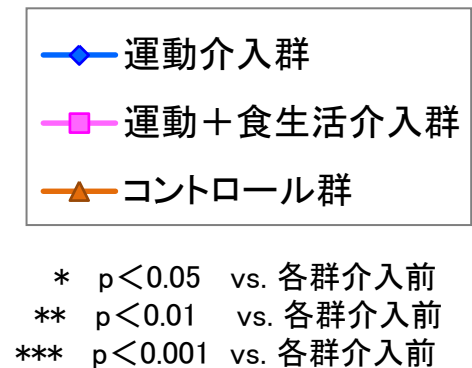 運動介入群
運動＋食生活介入群
コントロール群
* p＜0.05 vs. 各群介入前
** p＜0.01 vs. 各群介入前
*** p＜0.001 vs. 各群介入前